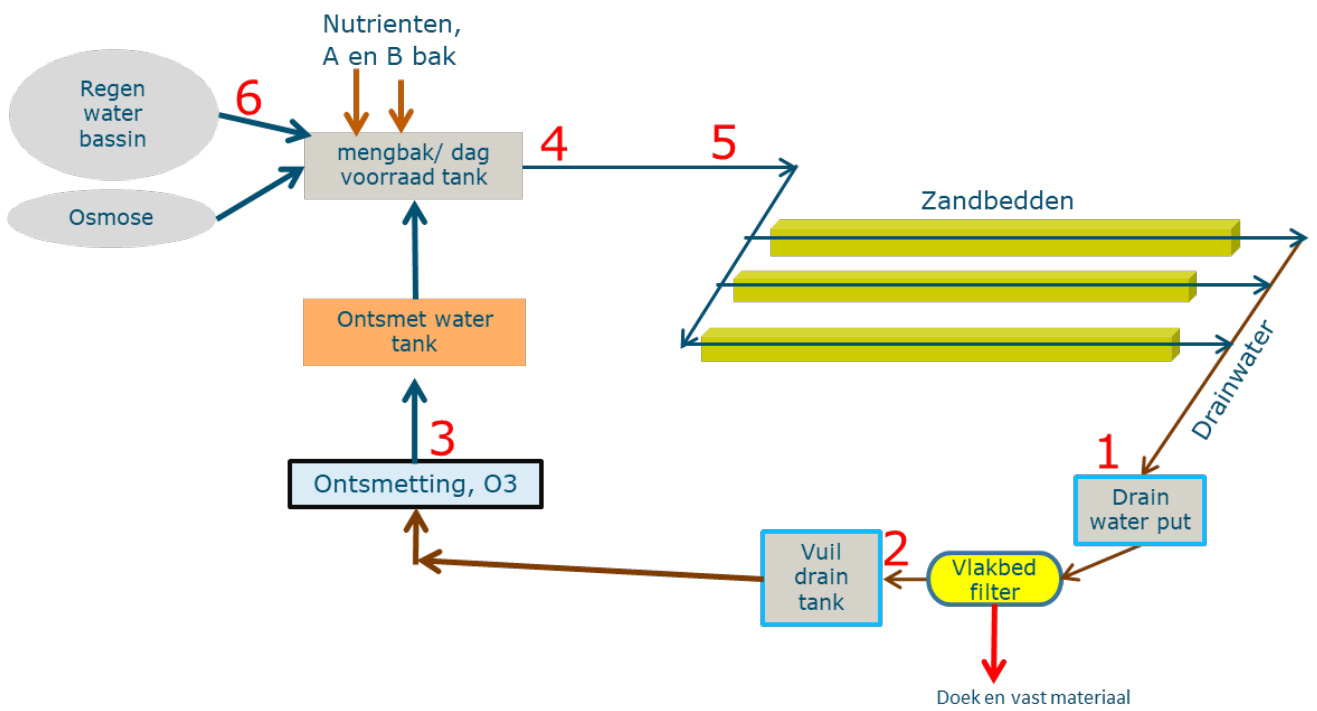 Nutrienten,
A en B bak
Regen
water
bassin
6
mengbak/ dag
voorraad tank
4
5
Osmose
Zandbedden
Ontsmet water
tank
Drainwater
3
Ontsmetting, O3
1
Drain
water put
2
Vuil
drain
tank
Vlakbed
filter
Doek en vast materiaal